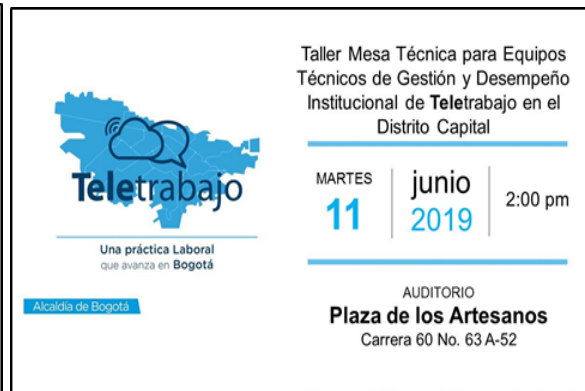 Teletrabajo
Una práctica Laboral
que avanza en Bogotá
Alcaldía de Bogotá
Taller Mesa Técnica para Equipos
Técnicos de Gestión y Desempeño
Institucional de Teletrabajo en el
Distrito Capital
MARTES
11
junio
2019
2:00 pm
AUDITORIO
Plaza de los Artesanos
Carrera 60 No. 63 A-52